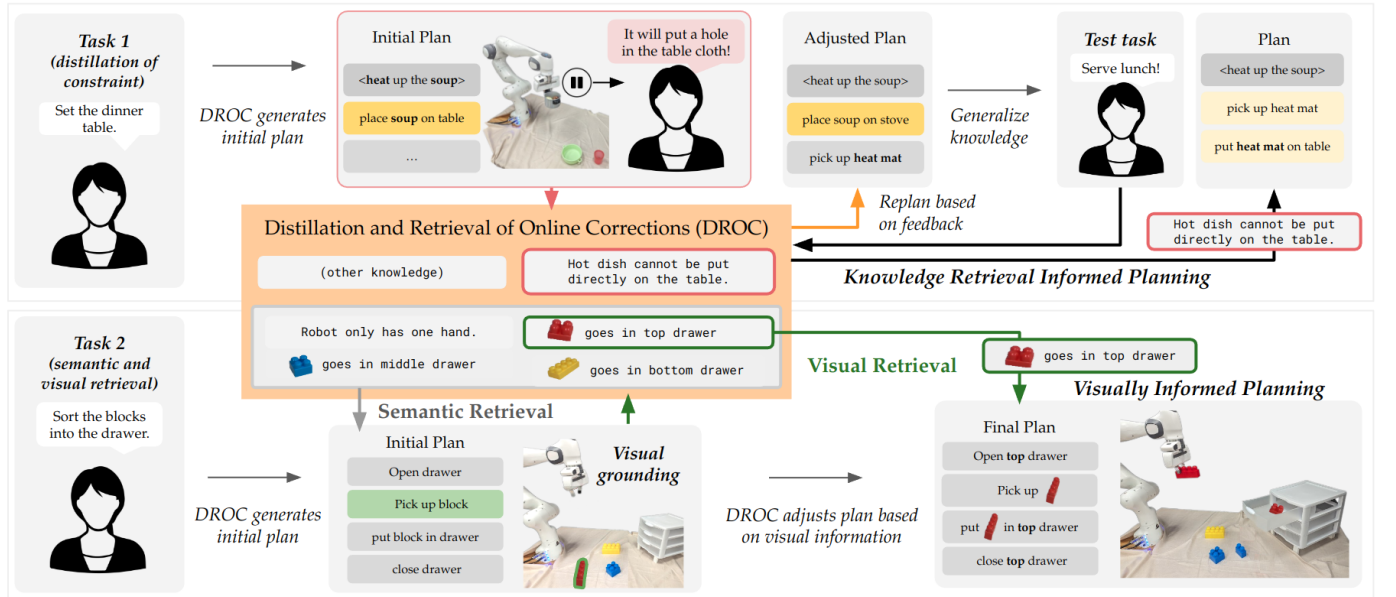 Task 1
(distillation of
constraint)
Set the dinner
table.
DROC generates
initial plan
Initial Plan
<heat up the soup>
place soup on table
...
It will put a hole
in the table cloth!
Adjusted Plan
<heat up the soup>
place soup on stove
pick up heat mat
Generalize
knowledge
Test task
Serve lunch!
Plan
<heat up the soup>
pick up heat mat
put heat mat on table
Replan based
on feedback
Hot dish cannot be put
directly on the table.
Knowledge Retrieval Informed Planning
Distillation and Retrieval of Online Corrections (DROC)
(other knowledge)
Hot dish cannot be put
directly on the table.
Robot only has one hand.
goes in top drawer
goes in middle drawer
goes in bottom drawer
Task 2
(semantic and
visual retrieval)
Sort the blocks
into the drawer.
DROC generates
initial plan
Semantic Retrieval
Initial Plan
Open drawer
Pick up block
put block in drawer
close drawer
Visual
grounding
Visual Retrieval
goes in top drawer
Visually Informed Planning
DROC adjusts plan based
on visual information
Final Plan
Open top drawer
Pick up
put in top drawer
close top drawer